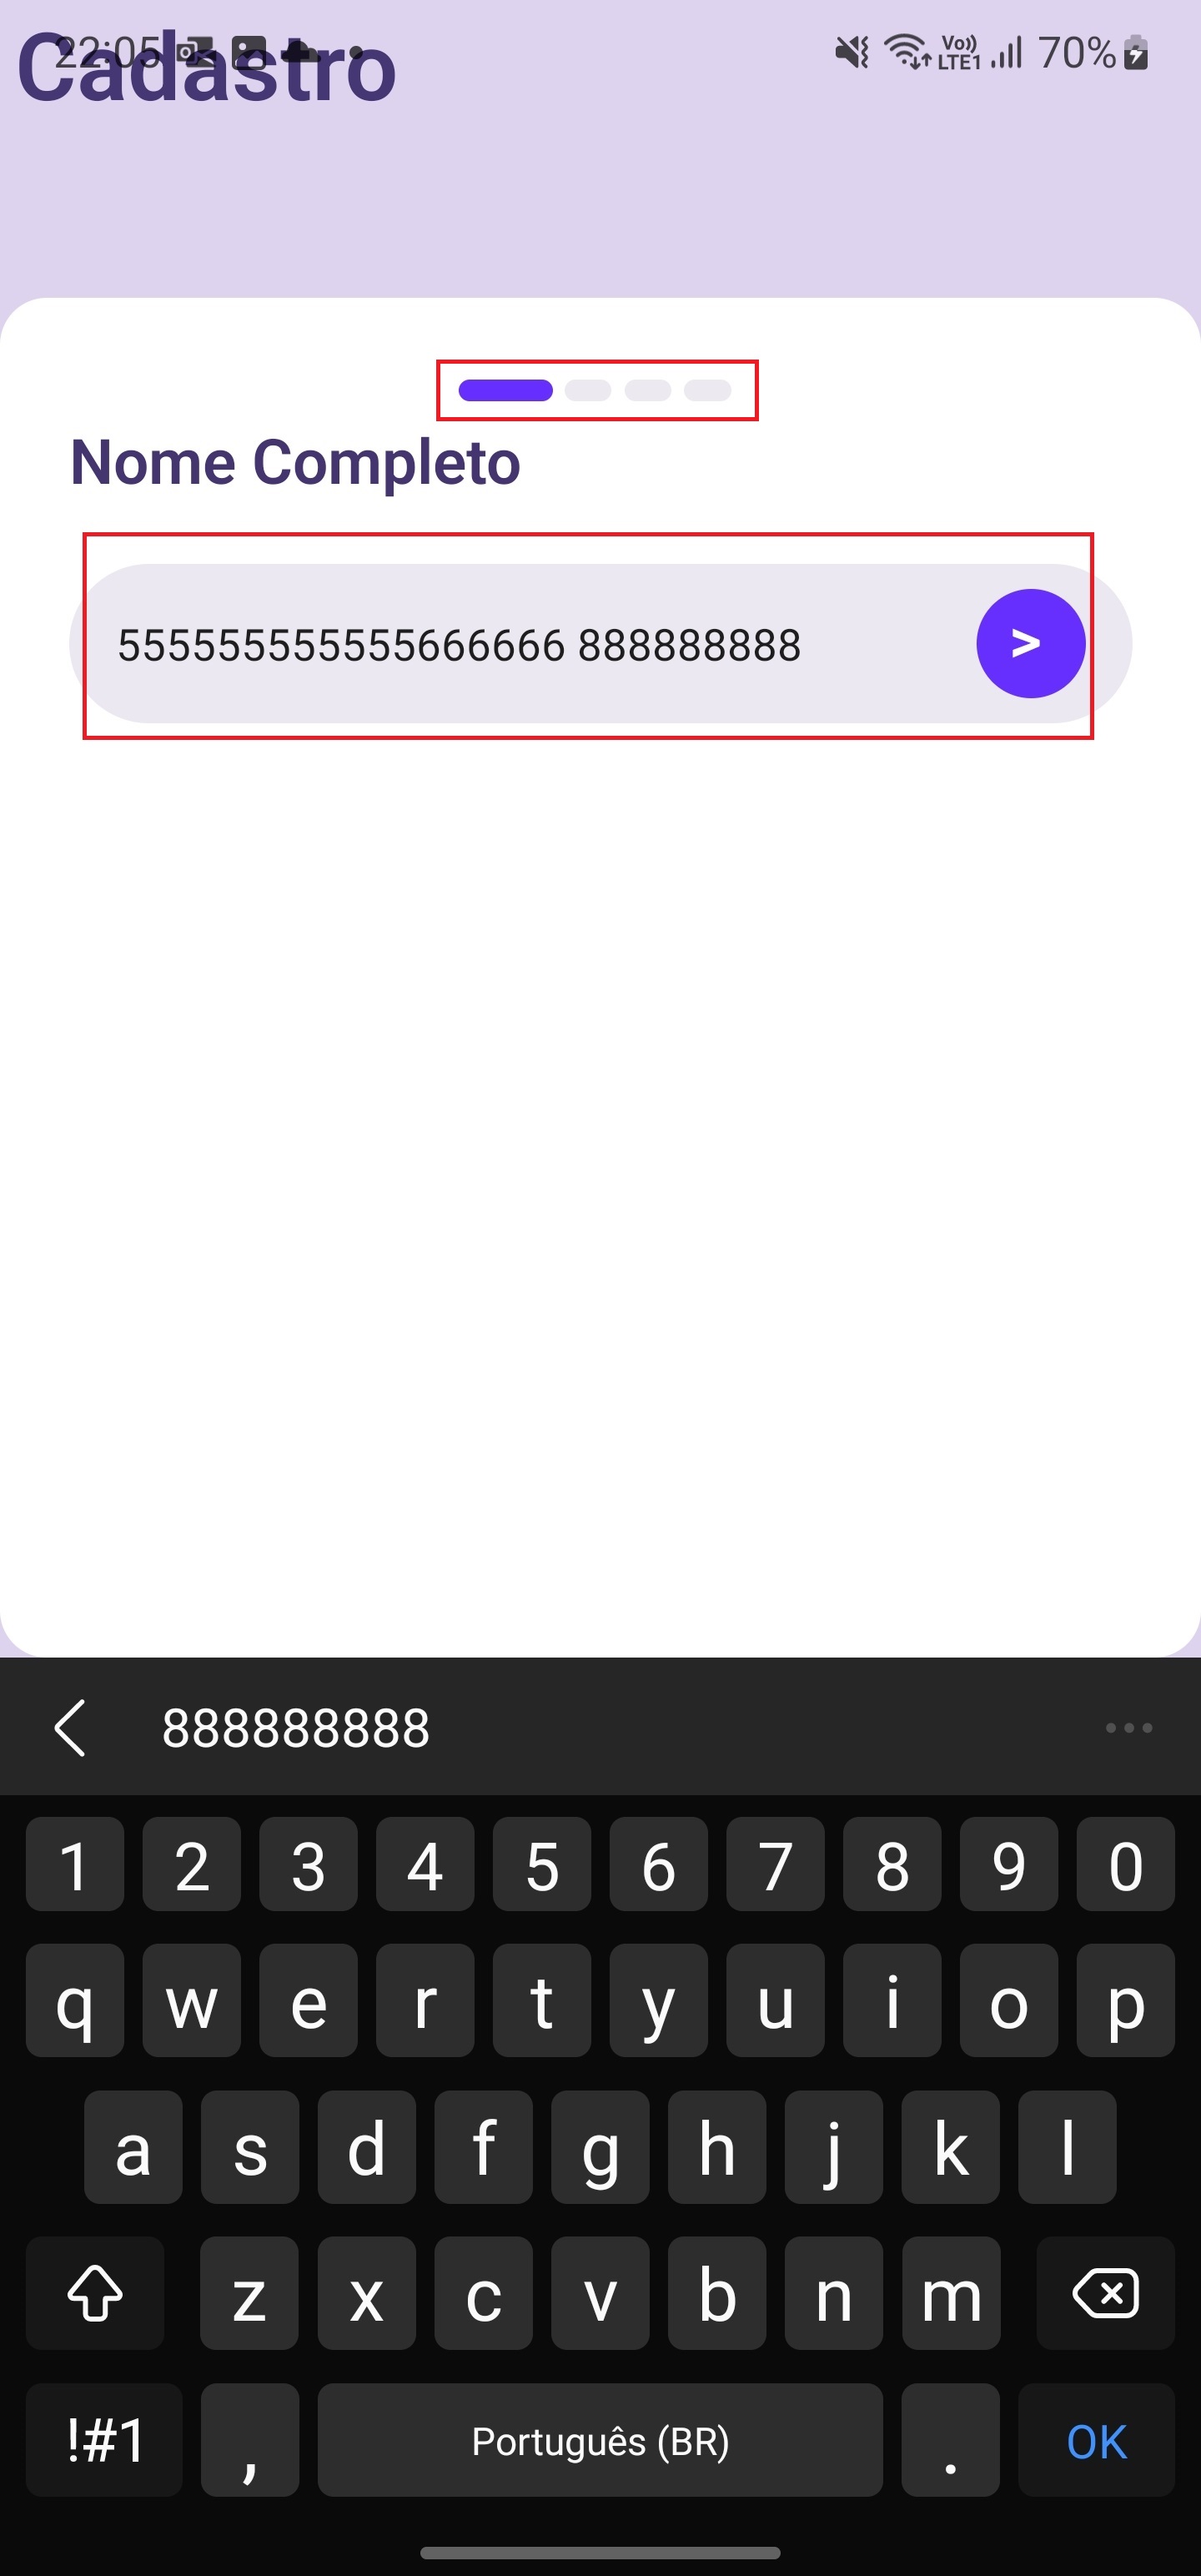 22:05 Vo)) LTE1 70%
Cadastro
Nome Completo
555555555555666666 888888888 >
888888888
1 2 3 4 5 6 7 8 9 0
q w e r t y u i o p
a s d f g h j k l
z x c v b n m
!#1 , Português (BR) . OK